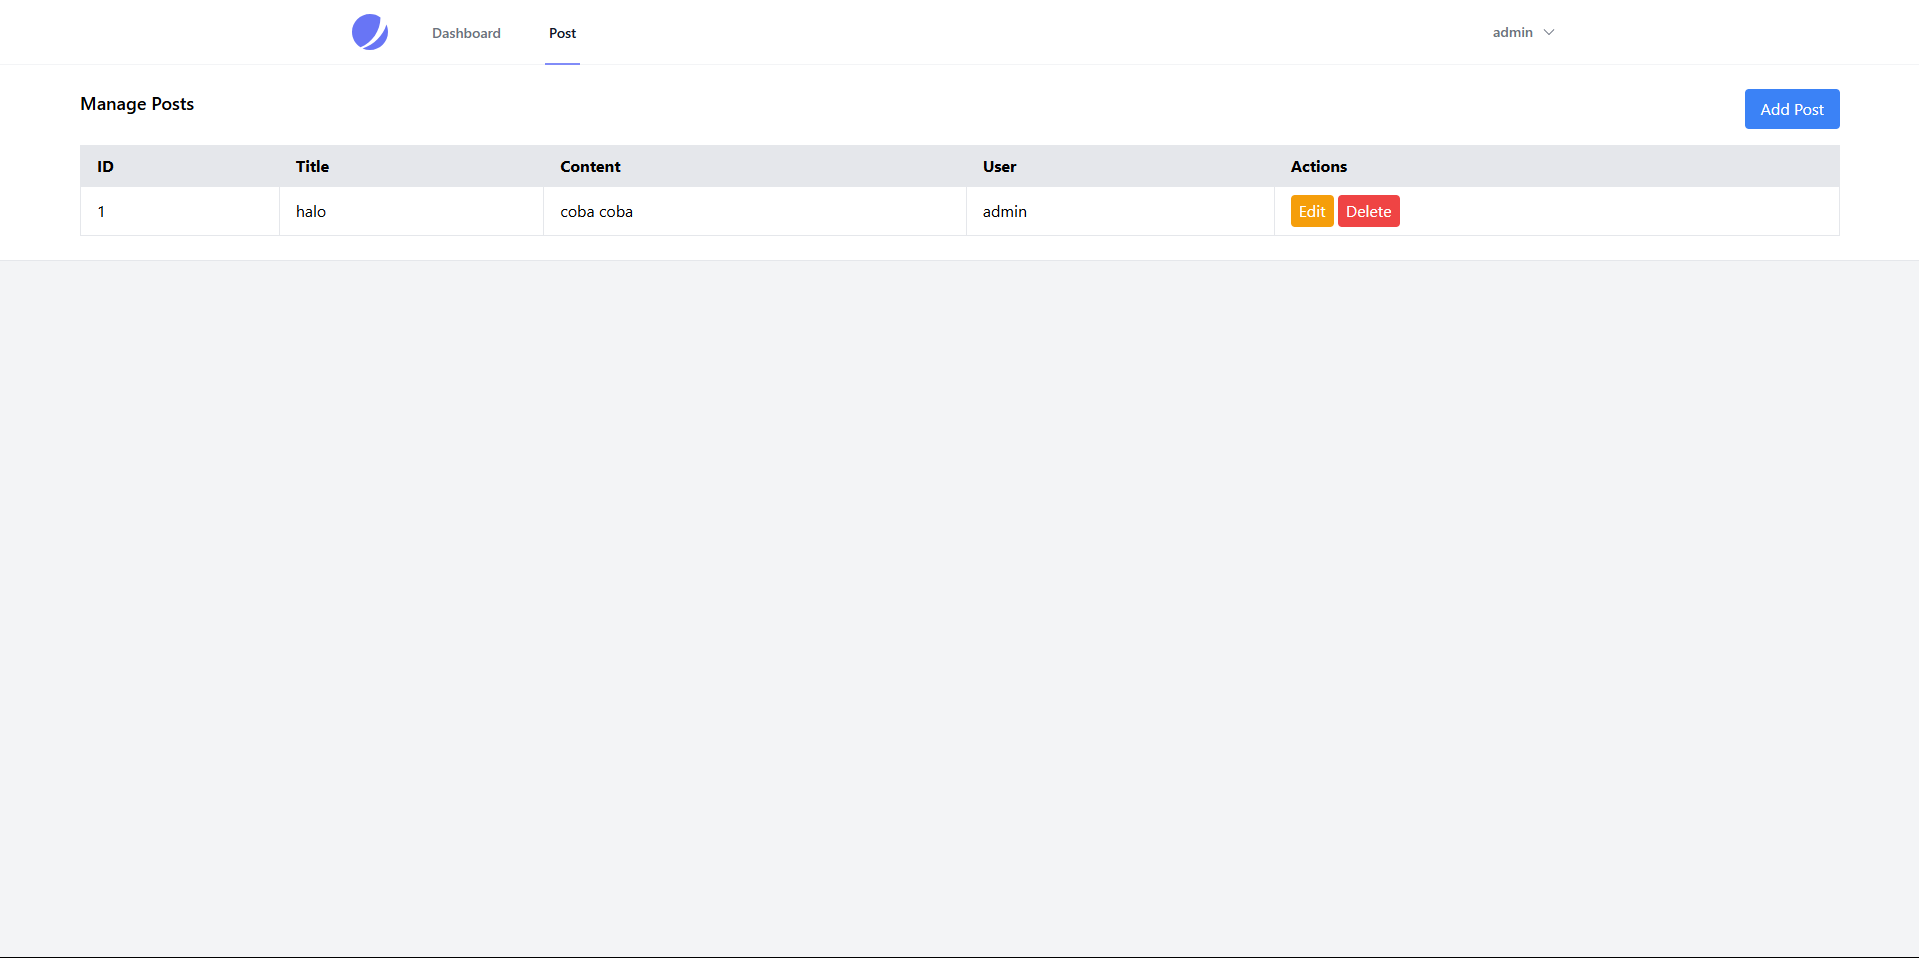 Dashboard Post admin
Manage Posts Add Post
ID Title Content User Actions
1 halo coba coba admin Edit Delete